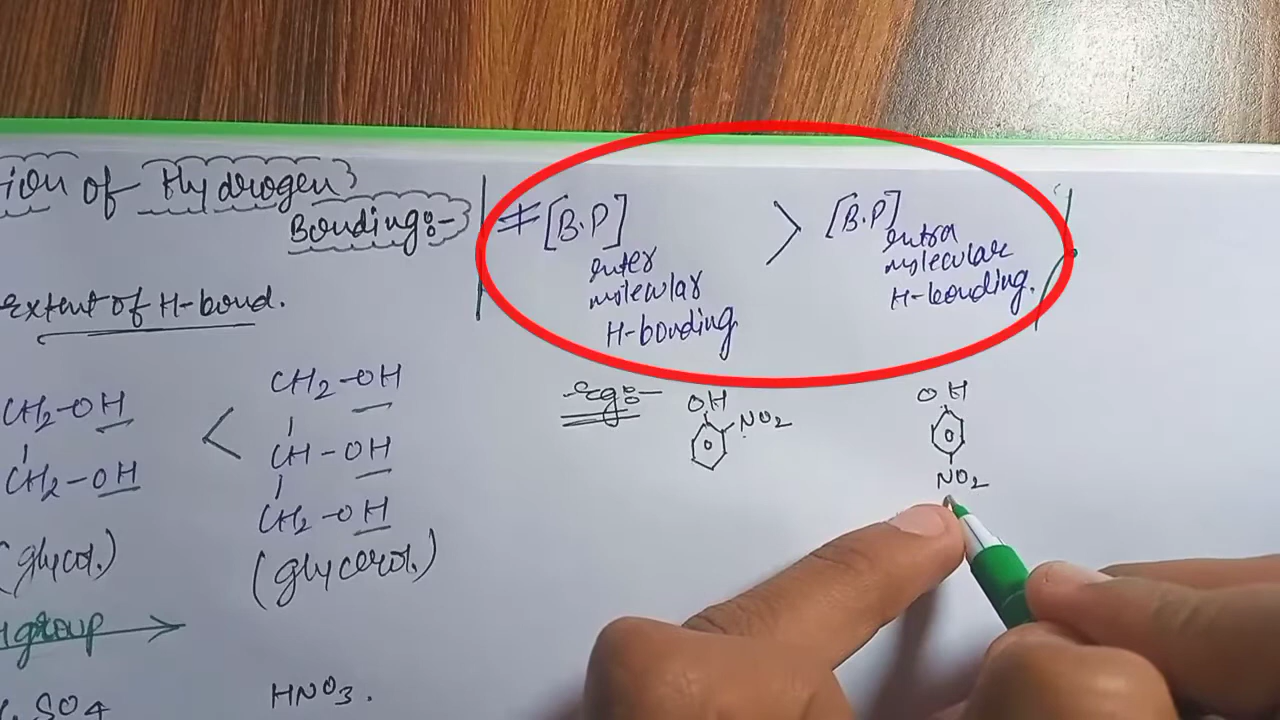 ion of Hydrogen
Bonding:-
extent of H-bond.
CH2-OH
CH2-OH
(glycol.)
<
CH2-OH
CH-OH
CH2-OH
(glycerol.)
group
SO4
HNO3.
≠ [B.P]
inter
molecular
H-bonding
>
[B.P]
intra
molecular
H-bonding.
eg:-
OH
NO2
OH
NO2